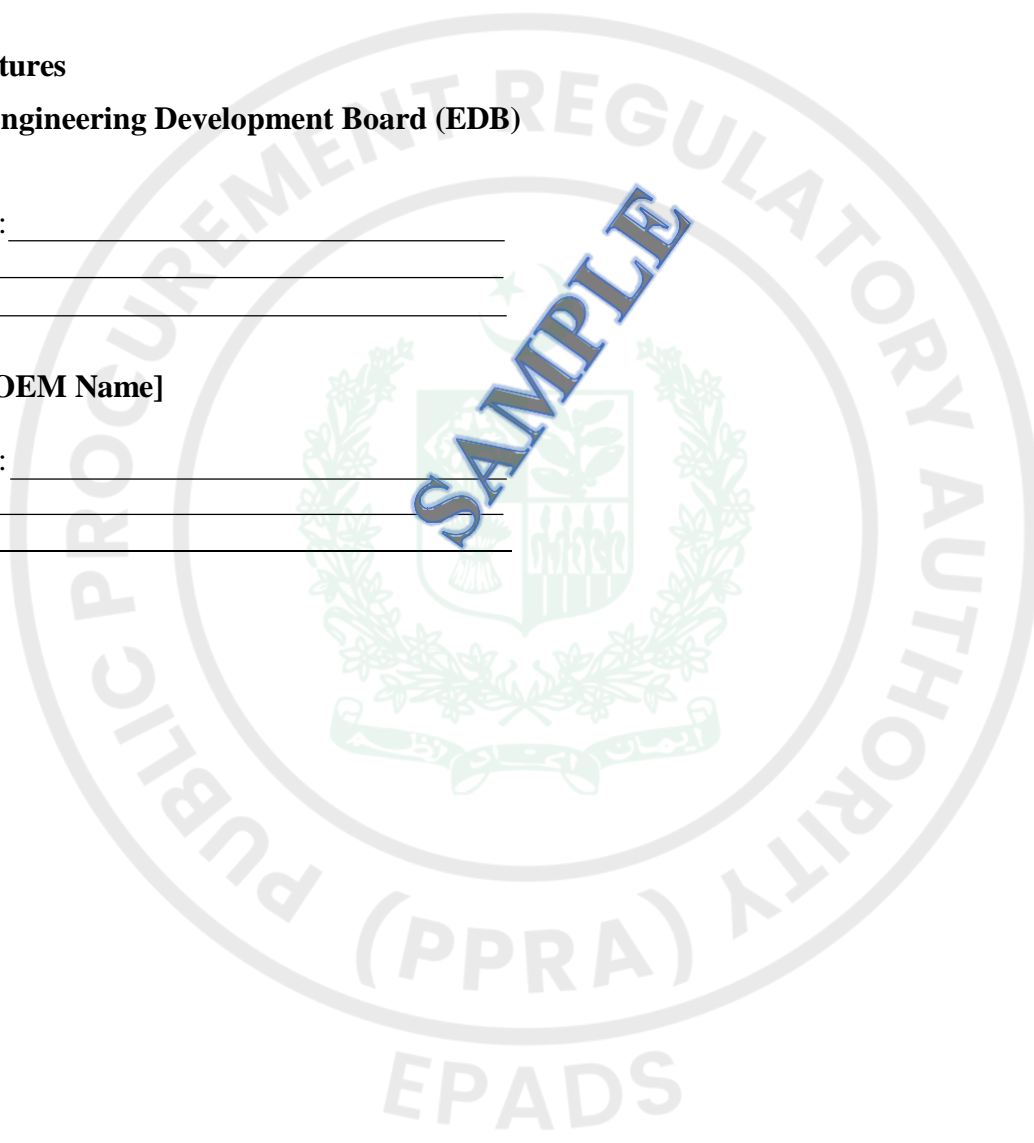 tures
ngineering Development Board (EDB)
:
OEM Name]
:
SAMPLE
PUBLIC PROCUREMENT REGULATORY AUTHORITY
(PPRA)
EPADS